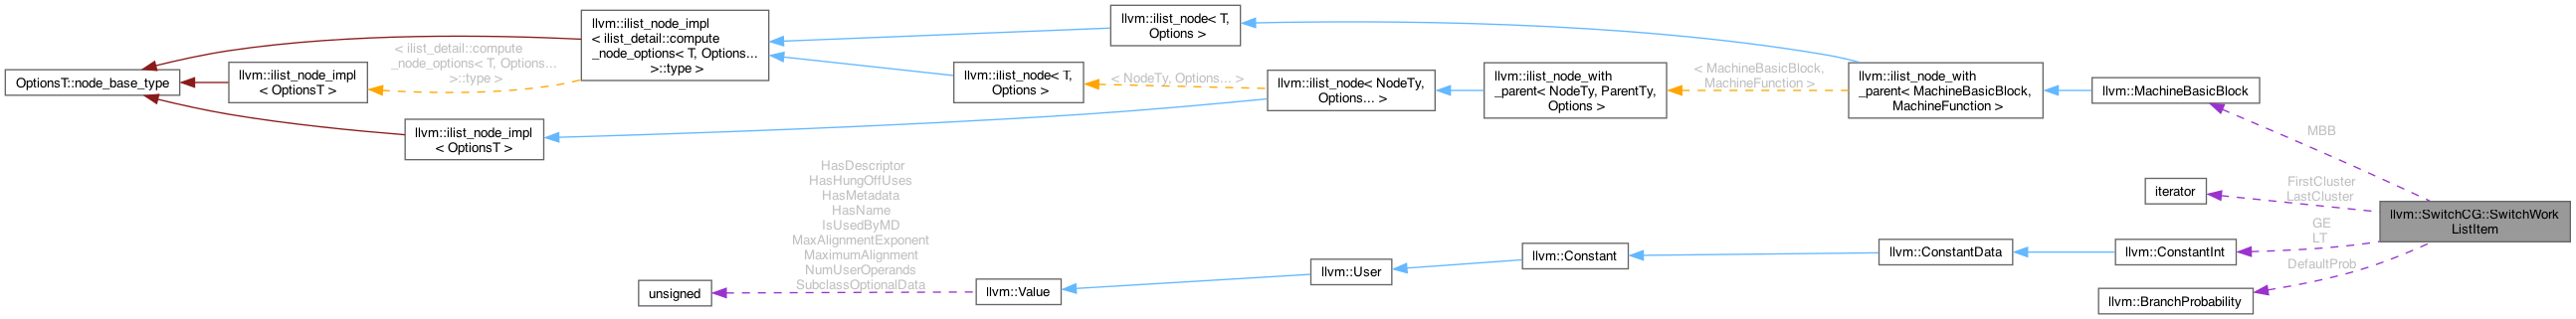 OptionsT::node_base_type
llvm::ilist_node_impl
< OptionsT >
< ilist_detail::compute
_node_options< T, Options...
>::type >
llvm::ilist_node_impl
< OptionsT >
llvm::ilist_node_impl
< ilist_detail::compute
_node_options< T, Options...
>::type >
llvm::ilist_node< T,
Options >
llvm::ilist_node< T,
Options >
< NodeTy, Options... >
llvm::ilist_node< NodeTy,
Options... >
llvm::ilist_node_with
_parent< NodeTy, ParentTy,
Options >
< MachineBasicBlock,
MachineFunction >
llvm::ilist_node_with
_parent< MachineBasicBlock,
MachineFunction >
llvm::MachineBasicBlock
MBB
iterator
FirstCluster
LastCluster
llvm::SwitchCG::SwitchWork
ListItem
GE
LT
DefaultProb
llvm::ConstantInt
llvm::BranchProbability
llvm::ConstantData
llvm::Constant
llvm::User
llvm::Value
HasDescriptor
HasHungOffUses
HasMetadata
HasName
IsUsedByMD
MaxAlignmentExponent
MaximumAlignment
NumUserOperands
SubclassOptionalData
unsigned